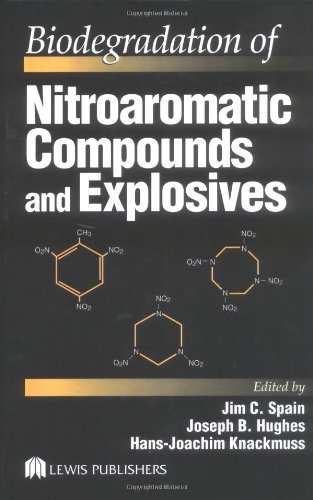 Biodegradation of
Nitroaromatic
Compounds
and Explosives
CH3
O2N
NO2
NO2
NO2
N
O2N
N
N
NO2
N
NO2
NO2
N
N
O2N
N
NO2
Edited by
Jim C. Spain
Joseph B. Hughes
Hans-Joachim Knackmuss
LEWIS PUBLISHERS